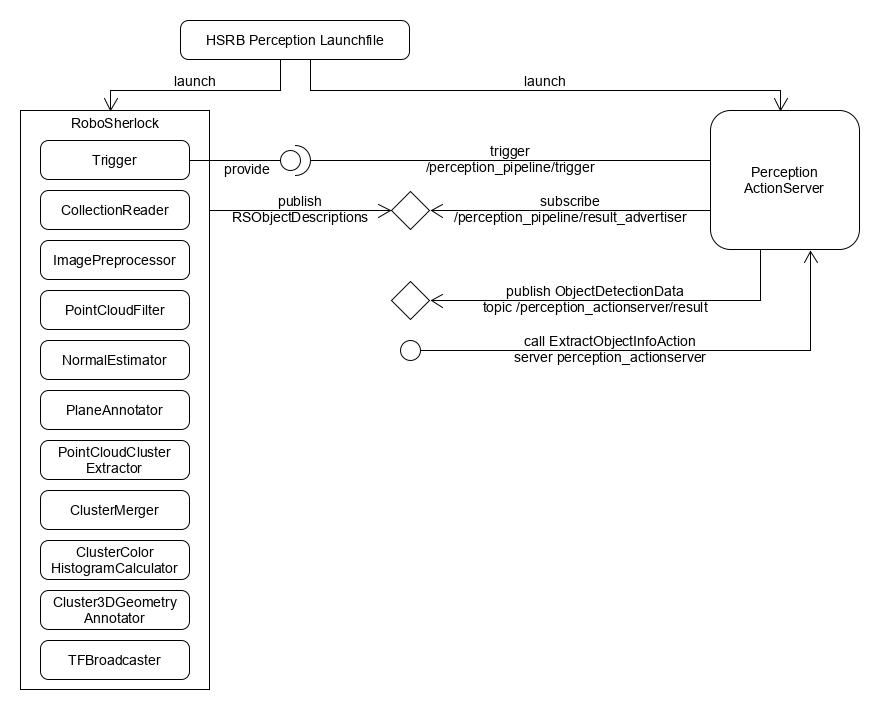 HSRB Perception Launchfile
launch
launch
RoboSherlock
Trigger
provide
trigger
/perception_pipeline/trigger
Perception
ActionServer
CollectionReader
publish
RSObjectDescriptions
subscribe
/perception_pipeline/result_advertiser
ImagePreprocessor
PointCloudFilter
publish ObjectDetectionData
topic /perception_actionserver/result
NormalEstimator
call ExtractObjectInfoAction
server perception_actionserver
PlaneAnnotator
PointCloudCluster
Extractor
ClusterMerger
ClusterColor
HistogramCalculator
Cluster3DGeometry
Annotator
TFBroadcaster